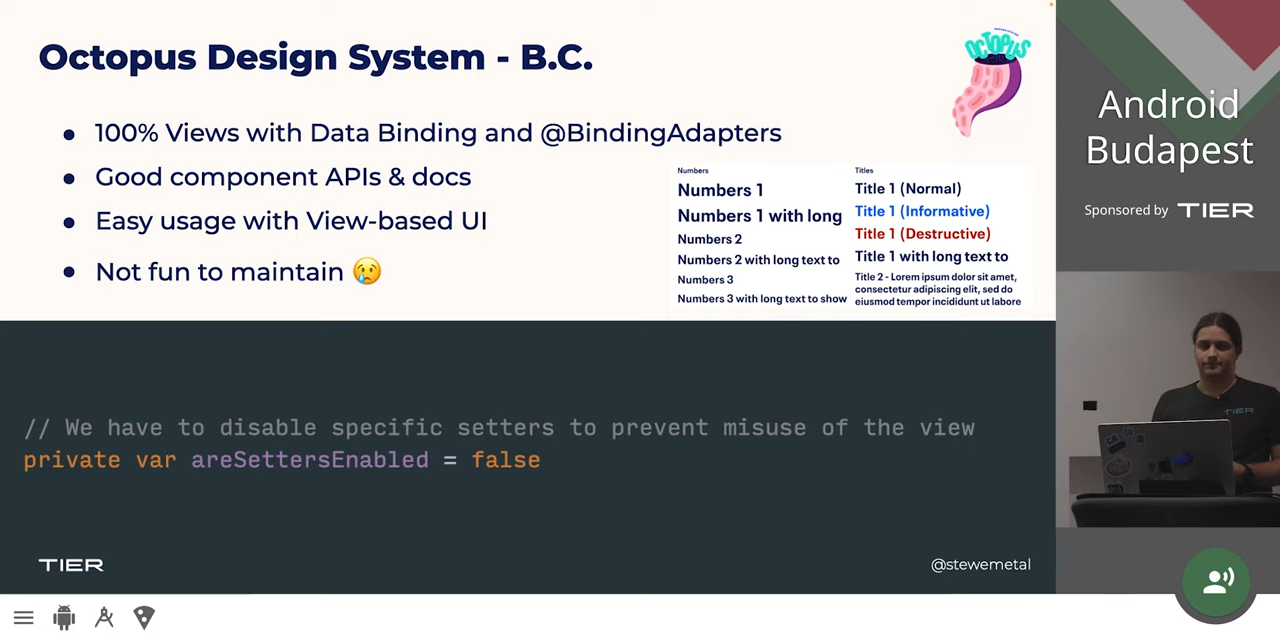 Octopus Design System - B.C.
OCTOPUS
100% Views with Data Binding and @BindingAdapters
Good component APIs & docs
Easy usage with View-based UI
Not fun to maintain 😢
Numbers
Numbers 1
Numbers 1 with long
Numbers 2
Numbers 2 with long text to
Numbers 3
Numbers 3 with long text to show
Titles
Title 1 (Normal)
Title 1 (Informative)
Title 1 (Destructive)
Title 1 with long text to
Title 2 - Lorem ipsum dolor sit amet,
consectetur adipiscing elit, sed do
eiusmod tempor incididunt ut labore
// We have to disable specific setters to prevent misuse of the view
private var areSettersEnabled = false
TIER
@stewemetal
Android
Budapest
Sponsored by TIER
TIER